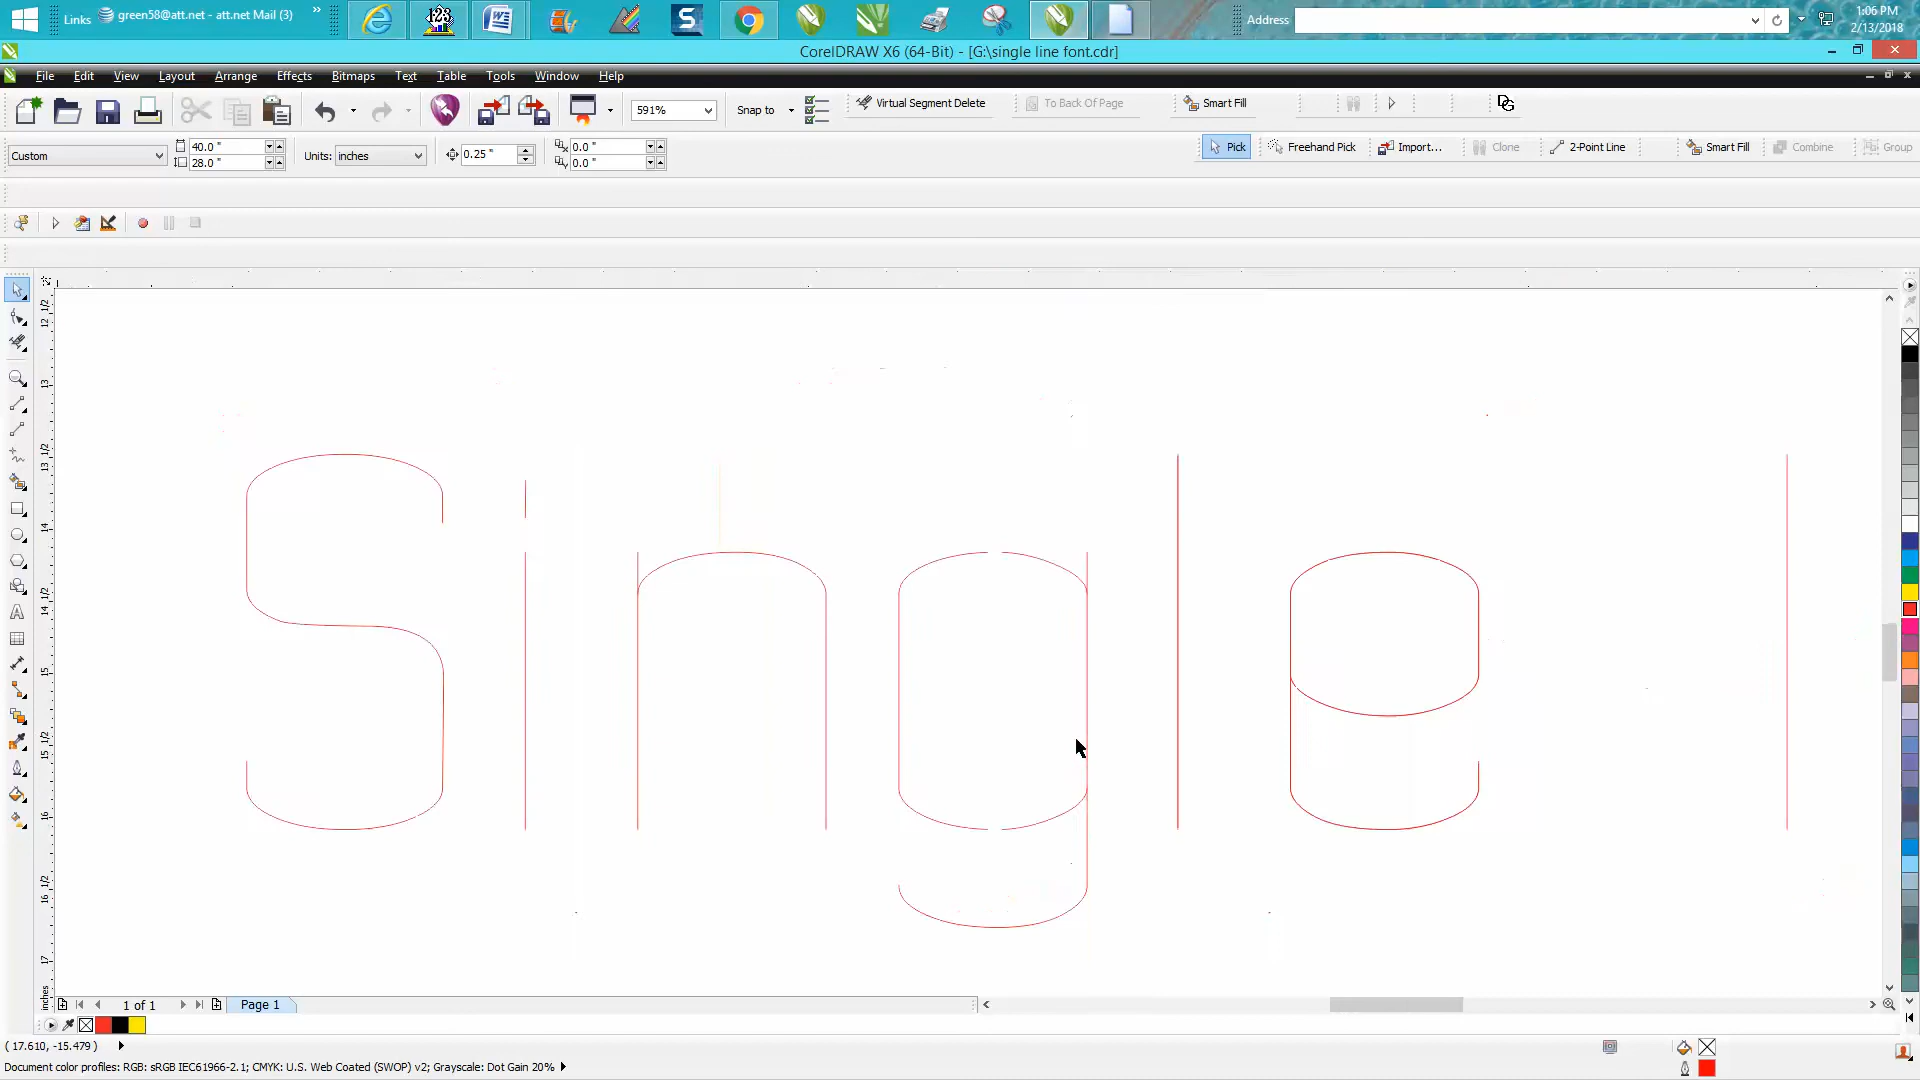 Links green58@att.net - att.net Mail (3) » 123 Address 1:06 PM
2/13/2018
CorelDRAW X6 (64-Bit) - [G:\single line font.cdr]
File Edit View Layout Arrange Effects Bitmaps Text Table Tools Window Help
591% Snap to Virtual Segment Delete To Back Of Page Smart Fill
Custom 40.0 " 28.0 " Units: inches 0.25 " 0.0 " 0.0 " Pick Freehand Pick Import... Clone 2-Point Line Smart Fill Combine Group
Single l
1 of 1 Page 1
( 17.610, -15.479 )
Document color profiles: RGB: sRGB IEC61966-2.1; CMYK: U.S. Web Coated (SWOP) v2; Grayscale: Dot Gain 20%